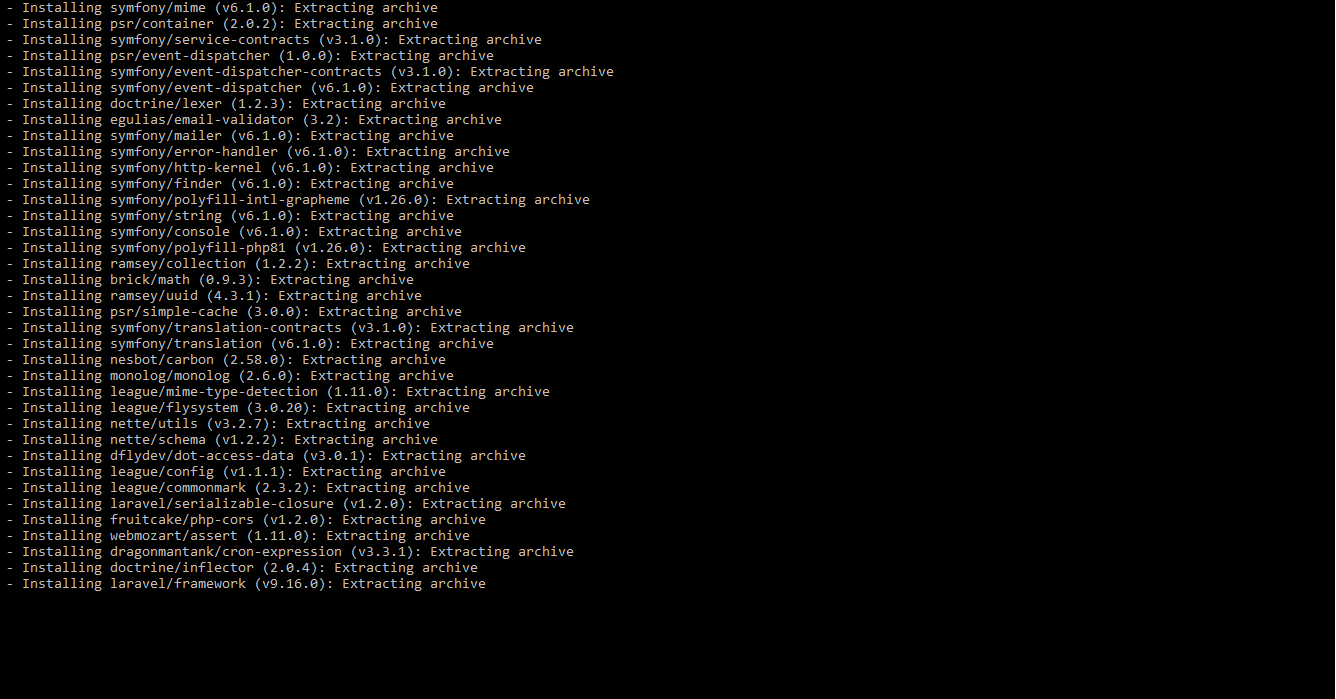 - Installing symfony/mime (v6.1.0): Extracting archive
- Installing psr/container (2.0.2): Extracting archive
- Installing symfony/service-contracts (v3.1.0): Extracting archive
- Installing psr/event-dispatcher (1.0.0): Extracting archive
- Installing symfony/event-dispatcher-contracts (v3.1.0): Extracting archive
- Installing symfony/event-dispatcher (v6.1.0): Extracting archive
- Installing doctrine/lexer (1.2.3): Extracting archive
- Installing egulias/email-validator (3.2): Extracting archive
- Installing symfony/mailer (v6.1.0): Extracting archive
- Installing symfony/error-handler (v6.1.0): Extracting archive
- Installing symfony/http-kernel (v6.1.0): Extracting archive
- Installing symfony/finder (v6.1.0): Extracting archive
- Installing symfony/polyfill-intl-grapheme (v1.26.0): Extracting archive
- Installing symfony/string (v6.1.0): Extracting archive
- Installing symfony/console (v6.1.0): Extracting archive
- Installing symfony/polyfill-php81 (v1.26.0): Extracting archive
- Installing ramsey/collection (1.2.2): Extracting archive
- Installing brick/math (0.9.3): Extracting archive
- Installing ramsey/uuid (4.3.1): Extracting archive
- Installing psr/simple-cache (3.0.0): Extracting archive
- Installing symfony/translation-contracts (v3.1.0): Extracting archive
- Installing symfony/translation (v6.1.0): Extracting archive
- Installing nesbot/carbon (2.58.0): Extracting archive
- Installing monolog/monolog (2.6.0): Extracting archive
- Installing league/mime-type-detection (1.11.0): Extracting archive
- Installing league/flysystem (3.0.20): Extracting archive
- Installing nette/utils (v3.2.7): Extracting archive
- Installing nette/schema (v1.2.2): Extracting archive
- Installing dflydev/dot-access-data (v3.0.1): Extracting archive
- Installing league/config (v1.1.1): Extracting archive
- Installing league/commonmark (2.3.2): Extracting archive
- Installing laravel/serializable-closure (v1.2.0): Extracting archive
- Installing fruitcake/php-cors (v1.2.0): Extracting archive
- Installing webmozart/assert (1.11.0): Extracting archive
- Installing dragonmantank/cron-expression (v3.3.1): Extracting archive
- Installing doctrine/inflector (2.0.4): Extracting archive
- Installing laravel/framework (v9.16.0): Extracting archive